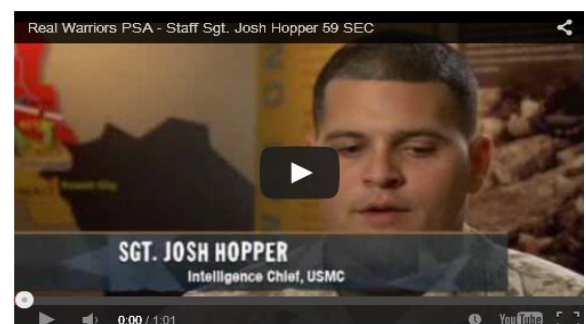 Real Warriors PSA - Staff Sgt. Josh Hopper 59 SEC
SGT. JOSH HOPPER
Intelligence Chief, USMC
0:00 / 1:01
YouTube